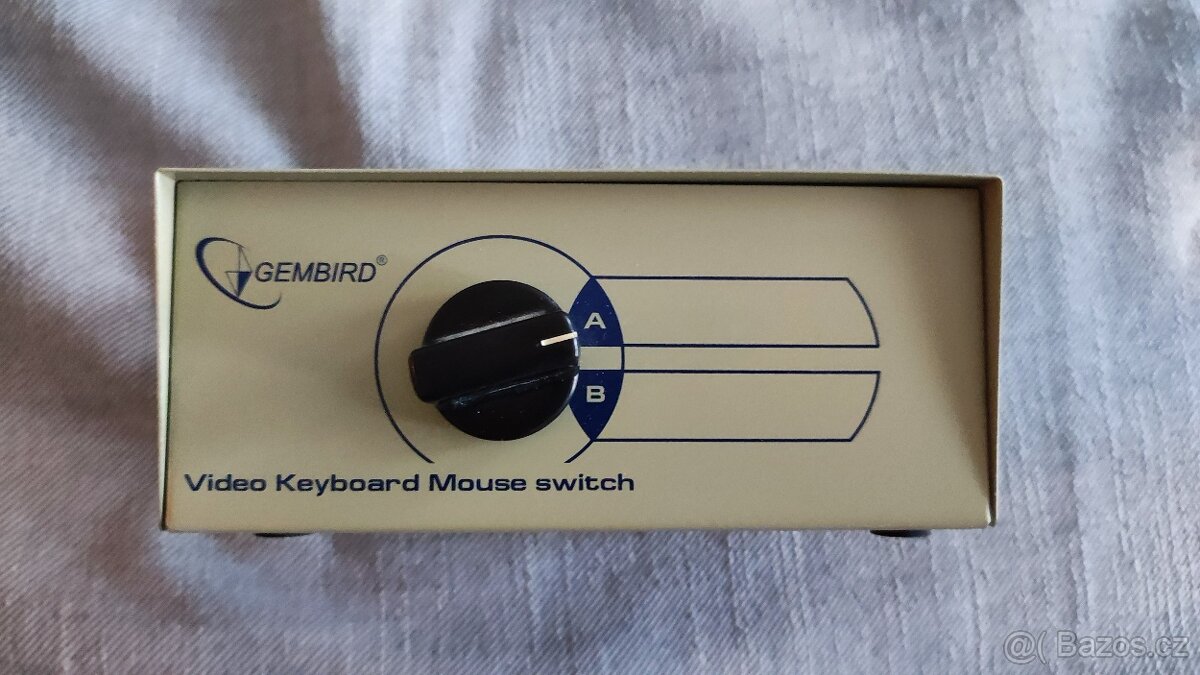 GEMBIRD®
A
B
Video Keyboard Mouse switch
@( Bazos.cz